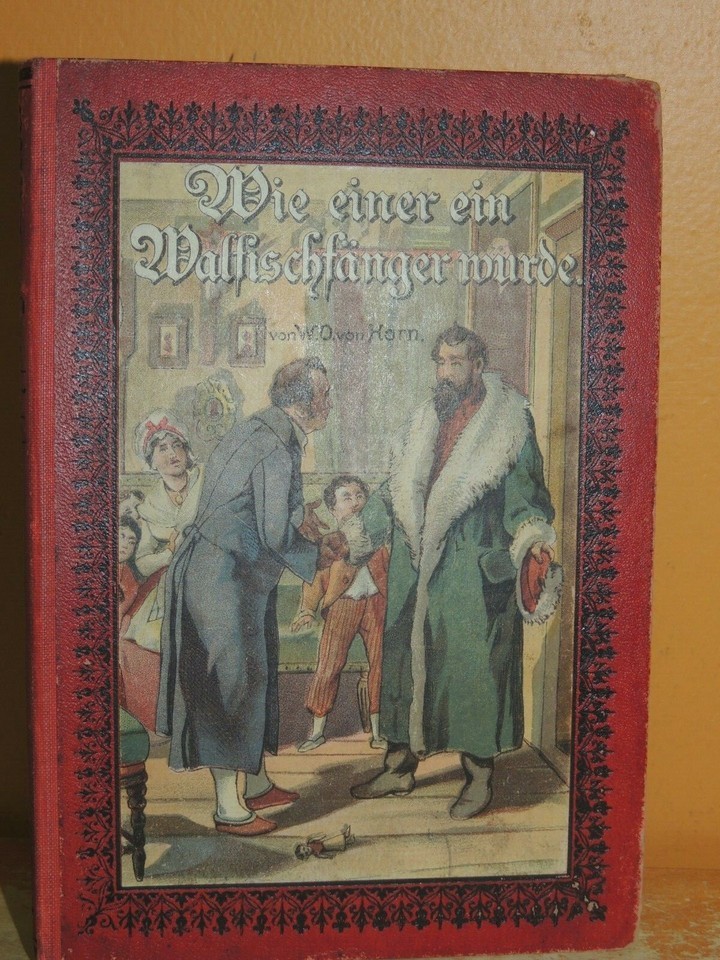 Wie einer ein
Walfischfänger wurde.
von W. O. von Horn.